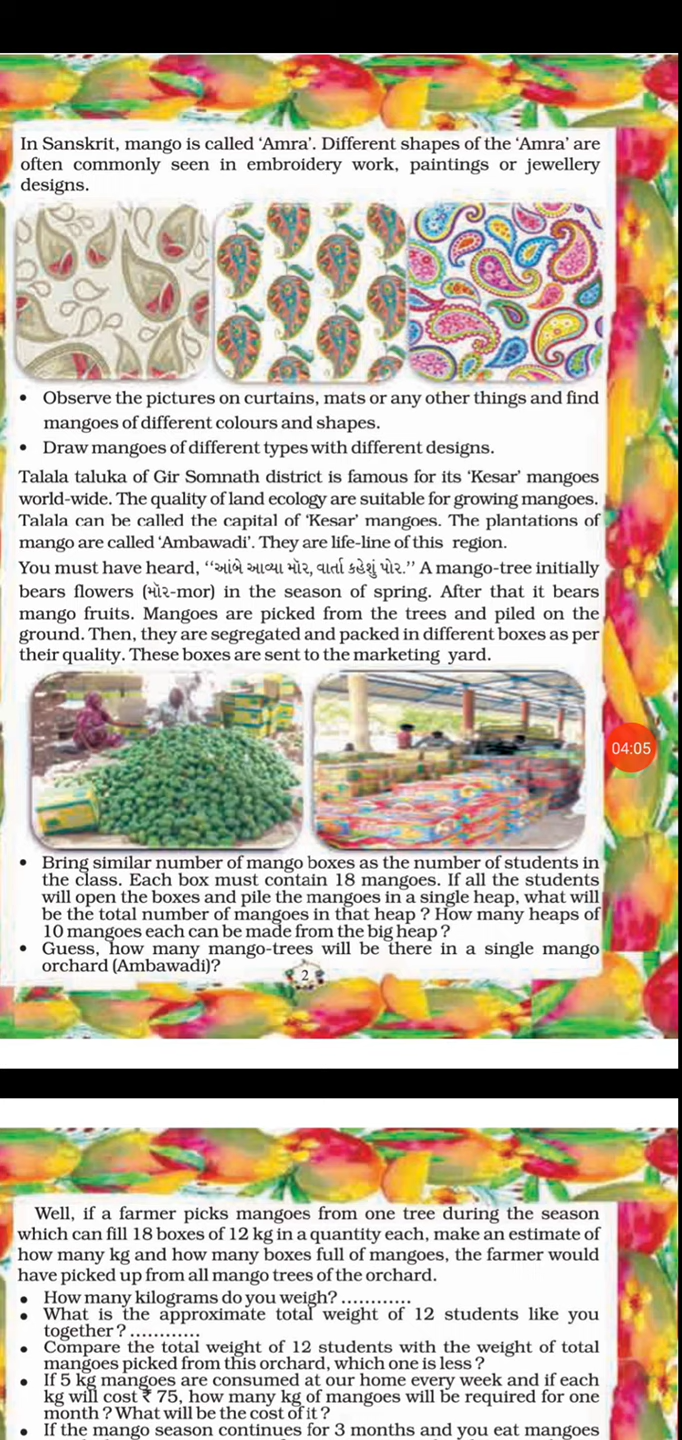 In Sanskrit, mango is called ‘Amra’. Different shapes of the ‘Amra’ are
often commonly seen in embroidery work, paintings or jewellery
designs.
• Observe the pictures on curtains, mats or any other things and find
mangoes of different colours and shapes.
• Draw mangoes of different types with different designs.
Talala taluka of Gir Somnath district is famous for its ‘Kesar’ mangoes
world-wide. The quality of land ecology are suitable for growing mangoes.
Talala can be called the capital of ‘Kesar’ mangoes. The plantations of
mango are called ‘Ambawadi’. They are life-line of this region.
You must have heard, “આંબે આવ્યા મૉર, વાર્તા કહેશું પોર.” A mango-tree initially
bears flowers (મૉર-mor) in the season of spring. After that it bears
mango fruits. Mangoes are picked from the trees and piled on the
ground. Then, they are segregated and packed in different boxes as per
their quality. These boxes are sent to the marketing yard.
04:05
• Bring similar number of mango boxes as the number of students in
the class. Each box must contain 18 mangoes. If all the students
will open the boxes and pile the mangoes in a single heap, what will
be the total number of mangoes in that heap ? How many heaps of
10 mangoes each can be made from the big heap ?
• Guess, how many mango-trees will be there in a single mango
orchard (Ambawadi)?
2
Well, if a farmer picks mangoes from one tree during the season
which can fill 18 boxes of 12 kg in a quantity each, make an estimate of
how many kg and how many boxes full of mangoes, the farmer would
have picked up from all mango trees of the orchard.
• How many kilograms do you weigh? ............
• What is the approximate total weight of 12 students like you
together ? ............
• Compare the total weight of 12 students with the weight of total
mangoes picked from this orchard, which one is less ?
• If 5 kg mangoes are consumed at our home every week and if each
kg will cost ₹ 75, how many kg of mangoes will be required for one
month ? What will be the cost of it ?
• If the mango season continues for 3 months and you eat mangoes